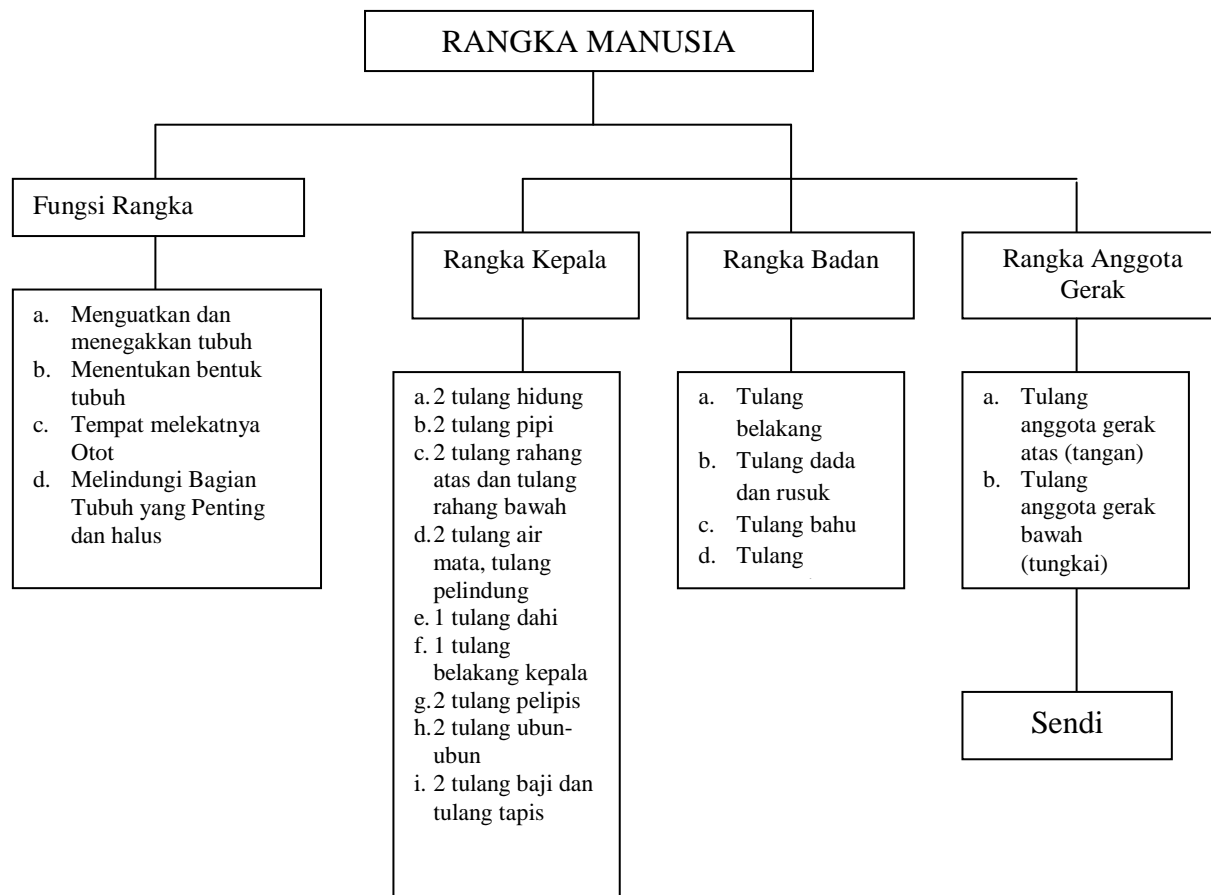 RANGKA MANUSIA
Fungsi Rangka
a. Menguatkan dan
menegakkan tubuh
b. Menentukan bentuk
tubuh
c. Tempat melekatnya
Otot
d. Melindungi Bagian
Tubuh yang Penting
dan halus
Rangka Kepala
a. 2 tulang hidung
b. 2 tulang pipi
c. 2 tulang rahang
atas dan tulang
rahang bawah
d. 2 tulang air
mata, tulang
pelindung
e. 1 tulang dahi
f. 1 tulang
belakang kepala
g. 2 tulang pelipis
h. 2 tulang ubun-
ubun
i. 2 tulang baji dan
tulang tapis
Rangka Badan
a. Tulang
belakang
b. Tulang dada
dan rusuk
c. Tulang bahu
d. Tulang
Rangka Anggota
Gerak
a. Tulang
anggota gerak
atas (tangan)
b. Tulang
anggota gerak
bawah
(tungkai)
Sendi